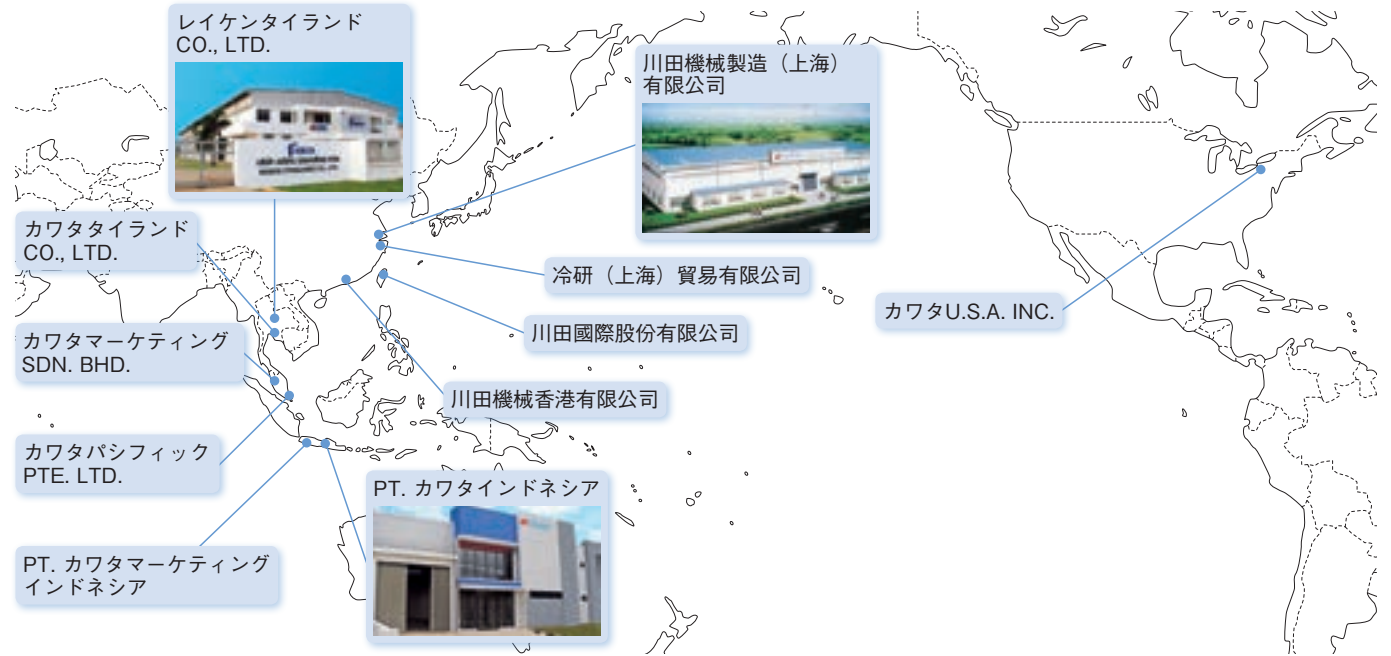 レイケンタイランド
CO., LTD.
川田機械製造（上海）
有限公司
カワタタイランド
CO., LTD.
冷研（上海）貿易有限公司
カワタU.S.A. INC.
川田國際股份有限公司
カワタマーケティング
SDN. BHD.
川田機械香港有限公司
カワタパシフィック
PTE. LTD.
PT. カワタインドネシア
PT. カワタマーケティング
インドネシア